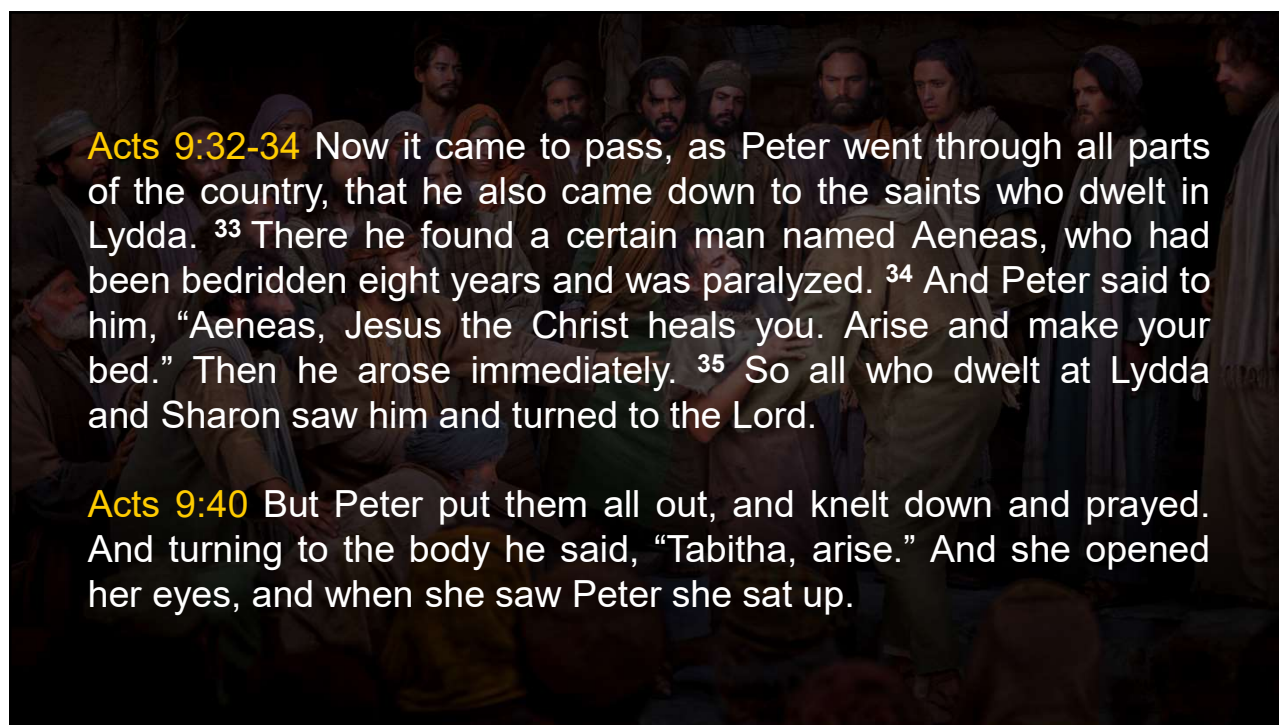 Acts 9:32-34 Now it came to pass, as Peter went through all parts
of the country, that he also came down to the saints who dwelt in
Lydda. 33 There he found a certain man named Aeneas, who had
been bedridden eight years and was paralyzed. 34 And Peter said to
him, “Aeneas, Jesus the Christ heals you. Arise and make your
bed.” Then he arose immediately. 35 So all who dwelt at Lydda
and Sharon saw him and turned to the Lord.
Acts 9:40 But Peter put them all out, and knelt down and prayed.
And turning to the body he said, “Tabitha, arise.” And she opened
her eyes, and when she saw Peter she sat up.